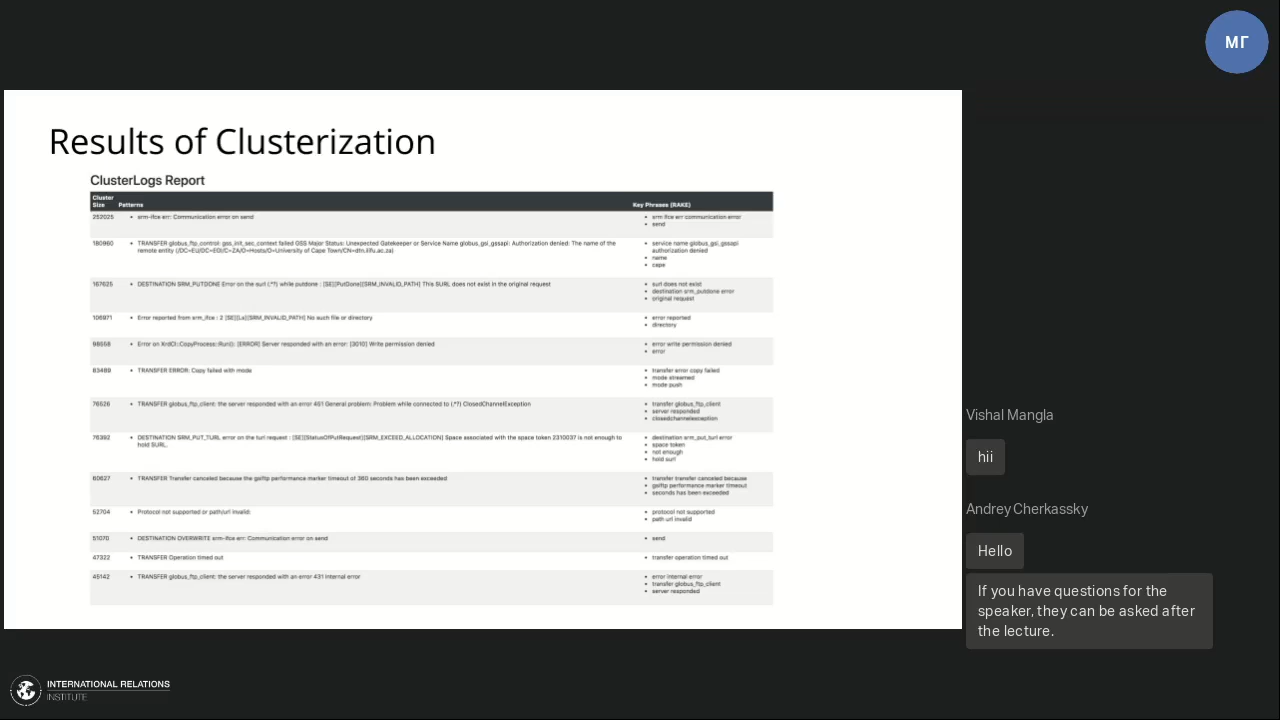 МГ
Results of Clusterization
ClusterLogs Report
Cluster Size Patterns Key Phrases (RAKE)
252025 • srm-ifce err: Communication error on send
• srm ifce err communication error
• send
180960 • TRANSFER globus_ftp_control: gss_init_sec_context failed GSS Major Status: Unexpected Gatekeeper or Service Name globus_gsi_gssapi: Authorization denied: The name of the
remote entity
• service name globus_gsi_gssapi
authorization denied
• name
• cape
167625 • DESTINATION SRM_PUTDONE Error on the surl (.*?) while putdone : [SE][PutDone][SRM_INVALID_PATH] This SURL does not exist in the original request
• surl does not exist
• destination srm_putdone error
• original request
106971 • Error reported from srm_ifce : 2 [SE][Ls][SRM_INVALID_PATH] No such file or directory
• error reported
• directory
98558 • Error on XrdCl::CopyProcess::Run(): [ERROR] Server responded with an error: [3010] Write permission denied
• error write permission denied
• error
83489 • TRANSFER ERROR: Copy failed with mode
• transfer error copy failed
• mode streamed
• mode push
76526 • TRANSFER globus_ftp_client: the server responded with an error 451 General problem: Problem while connected to (.*?) ClosedChannelException
• transfer globus_ftp_client
• server responded
• closedchannelexception
76392 • DESTINATION SRM_PUT_TURL error on the turl request : [SE][StatusOfPutRequest][SRM_EXCEED_ALLOCATION] Space associated with the space token 2310037 is not enough to
hold SURL.
• destination srm_put_turl error
• space token
• not enough
• hold surl
60627 • TRANSFER Transfer canceled because the gsiftp performance marker timeout of 360 seconds has been exceeded
• transfer transfer canceled because
• gsiftp performance marker timeout
• seconds has been exceeded
52704 • Protocol not supported or path/url invalid:
• protocol not supported
• path url invalid
51070 • DESTINATION OVERWRITE srm-ifce err: Communication error on send
• send
47322 • TRANSFER Operation timed out
• transfer operation timed out
45142 • TRANSFER globus_ftp_client: the server responded with an error 431 Internal error
• error internal error
• transfer globus_ftp_client
• server responded
Vishal Mangla
hii
Andrey Cherkassky
Hello
If you have questions for the
speaker, they can be asked after
the lecture.
INTERNATIONAL RELATIONS
INSTITUTE